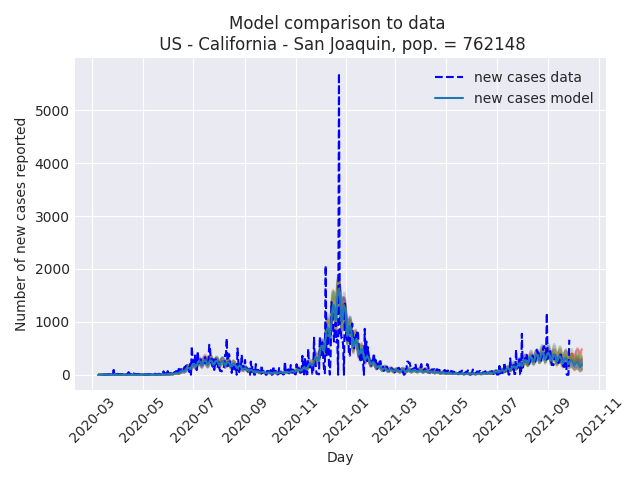 Model comparison to data
US - California - San Joaquin, pop. = 762148
new cases data
new cases model
Number of new cases reported
5000
4000
3000
2000
1000
0
2020-03
2020-05
2020-07
2020-09
2020-11
2021-01
2021-03
2021-05
2021-07
2021-09
2021-11
Day